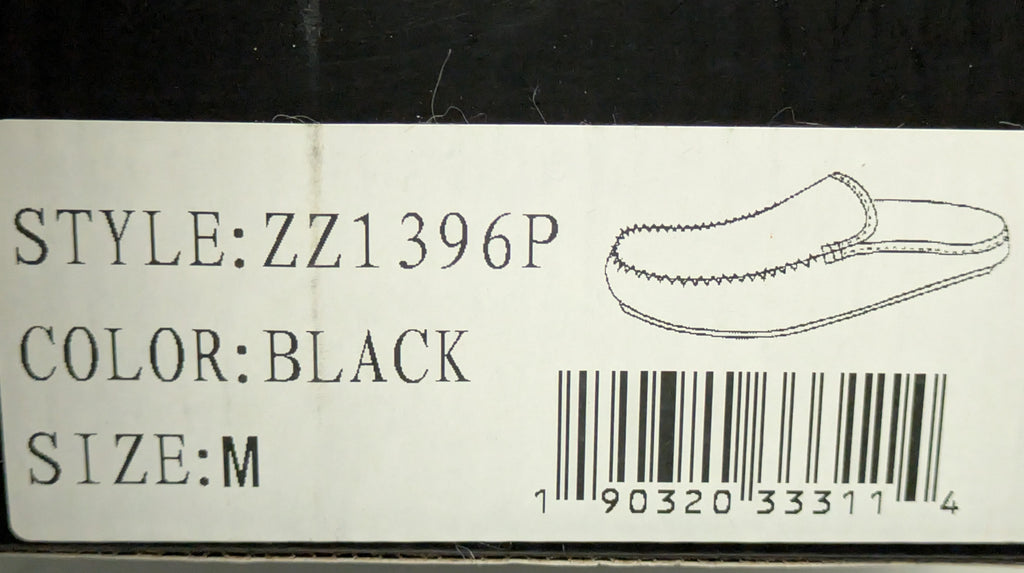 STYLE:ZZ1396P
COLOR:BLACK
SIZE:M
1 90320 33311 4